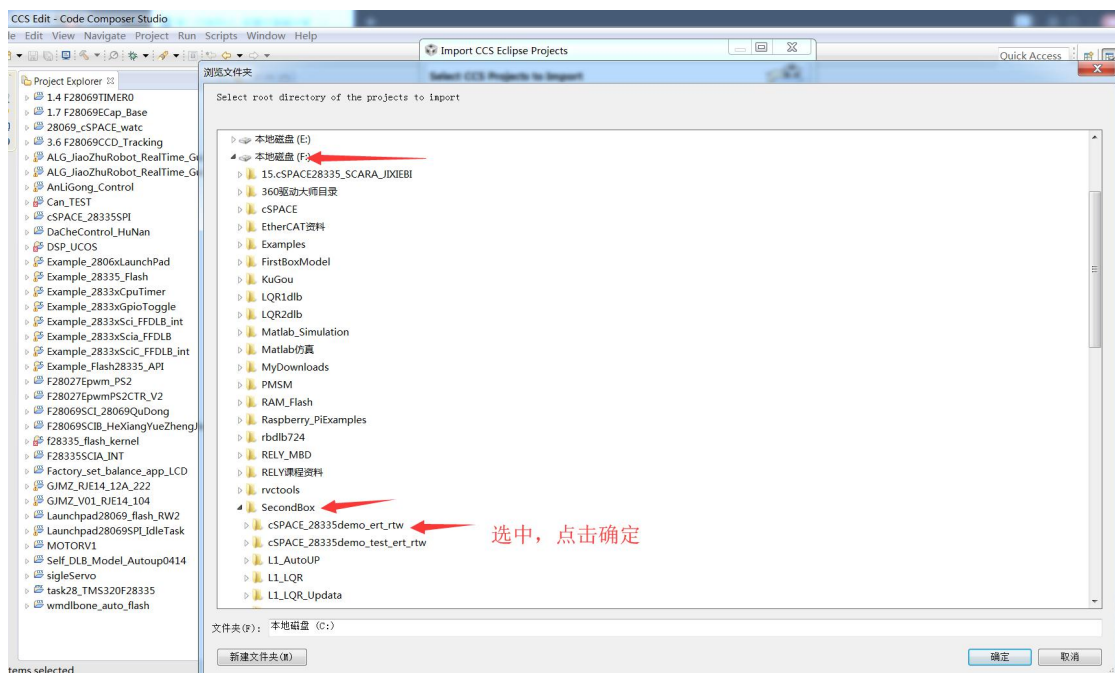 CCS Edit - Code Composer Studio
le Edit View Navigate Project Run Scripts Window Help
Import CCS Eclipse Projects
Quick Access
Select CCS Projects to Import
Project Explorer
1.4 F28069TIMER0
1.7 F28069ECap_Base
28069_cSPACE_watc
3.6 F28069CCD_Tracking
ALG_JiaoZhuRobot_RealTime_Gu
ALG_JiaoZhuRobot_RealTime_Gu
AnLiGong_Control
Can_TEST
cSPACE_28335SPI
DaCheControl_HuNan
DSP_UCOS
Example_2806xLaunchPad
Example_28335_Flash
Example_2833xCpuTimer
Example_2833xGpioToggle
Example_2833xSci_FFDLB_int
Example_2833xScia_FFDLB
Example_2833xSciC_FFDLB_int
Example_Flash28335_API
F28027Epwm_PS2
F28027EpwmPS2CTR_V2
F28069SCI_28069QuDong
F28069SCIB_HeXiangYueZhengJ
f28335_flash_kernel
F28335SCIA_INT
Factory_set_balance_app_LCD
GJMZ_RJE14_12A_222
GJMZ_V01_RJE14_104
Launchpad28069_flash_RW2
Launchpad28069SPI_IdleTask
MOTORV1
Self_DLB_Model_Autoup0414
sigleServo
task28_TMS320F28335
wmdlbone_auto_flash
tems selected
浏览文件夹
Select root directory of the projects to import
本地磁盘 (E:)
本地磁盘 (F:)
15.cSPACE28335_SCARA_JIXIEBI
360驱动大师目录
cSPACE
EtherCAT资料
Examples
FirstBoxModel
KuGou
LQR1dlb
LQR2dlb
Matlab_Simulation
Matlab仿真
MyDownloads
PMSM
RAM_Flash
Raspberry_PiExamples
rbdlb724
RELY_MBD
RELY课程资料
rvctools
SecondBox
cSPACE_28335demo_ert_rtw
选中，点击确定
cSPACE_28335demo_test_ert_rtw
L1_AutoUP
L1_LQR
L1_LQR_Updata
文件夹(F): 本地磁盘 (C:)
新建文件夹(M) 确定 取消